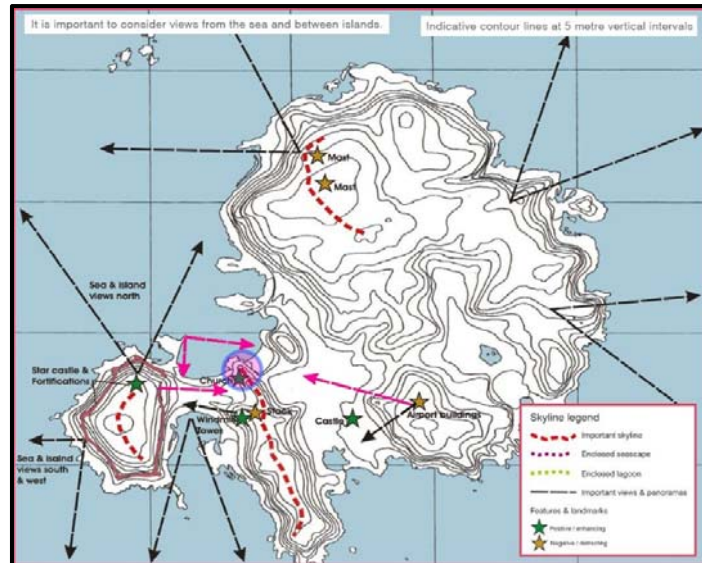 It is important to consider views from the sea and between islands.
Indicative contour lines at 5 metre vertical intervals
Mast
Mast
Sea & island
views north
Star castle &
Fortifications
Church
Stack
Windmill
Tower
Castle
Airport buildings
Sea & isalnd
views south
& west
Skyline legend
Important skyline
Enclosed seascape
Enclosed lagoon
Important views & panoramas
Features & landmarks
Positive / enhancing
Negative / detracting